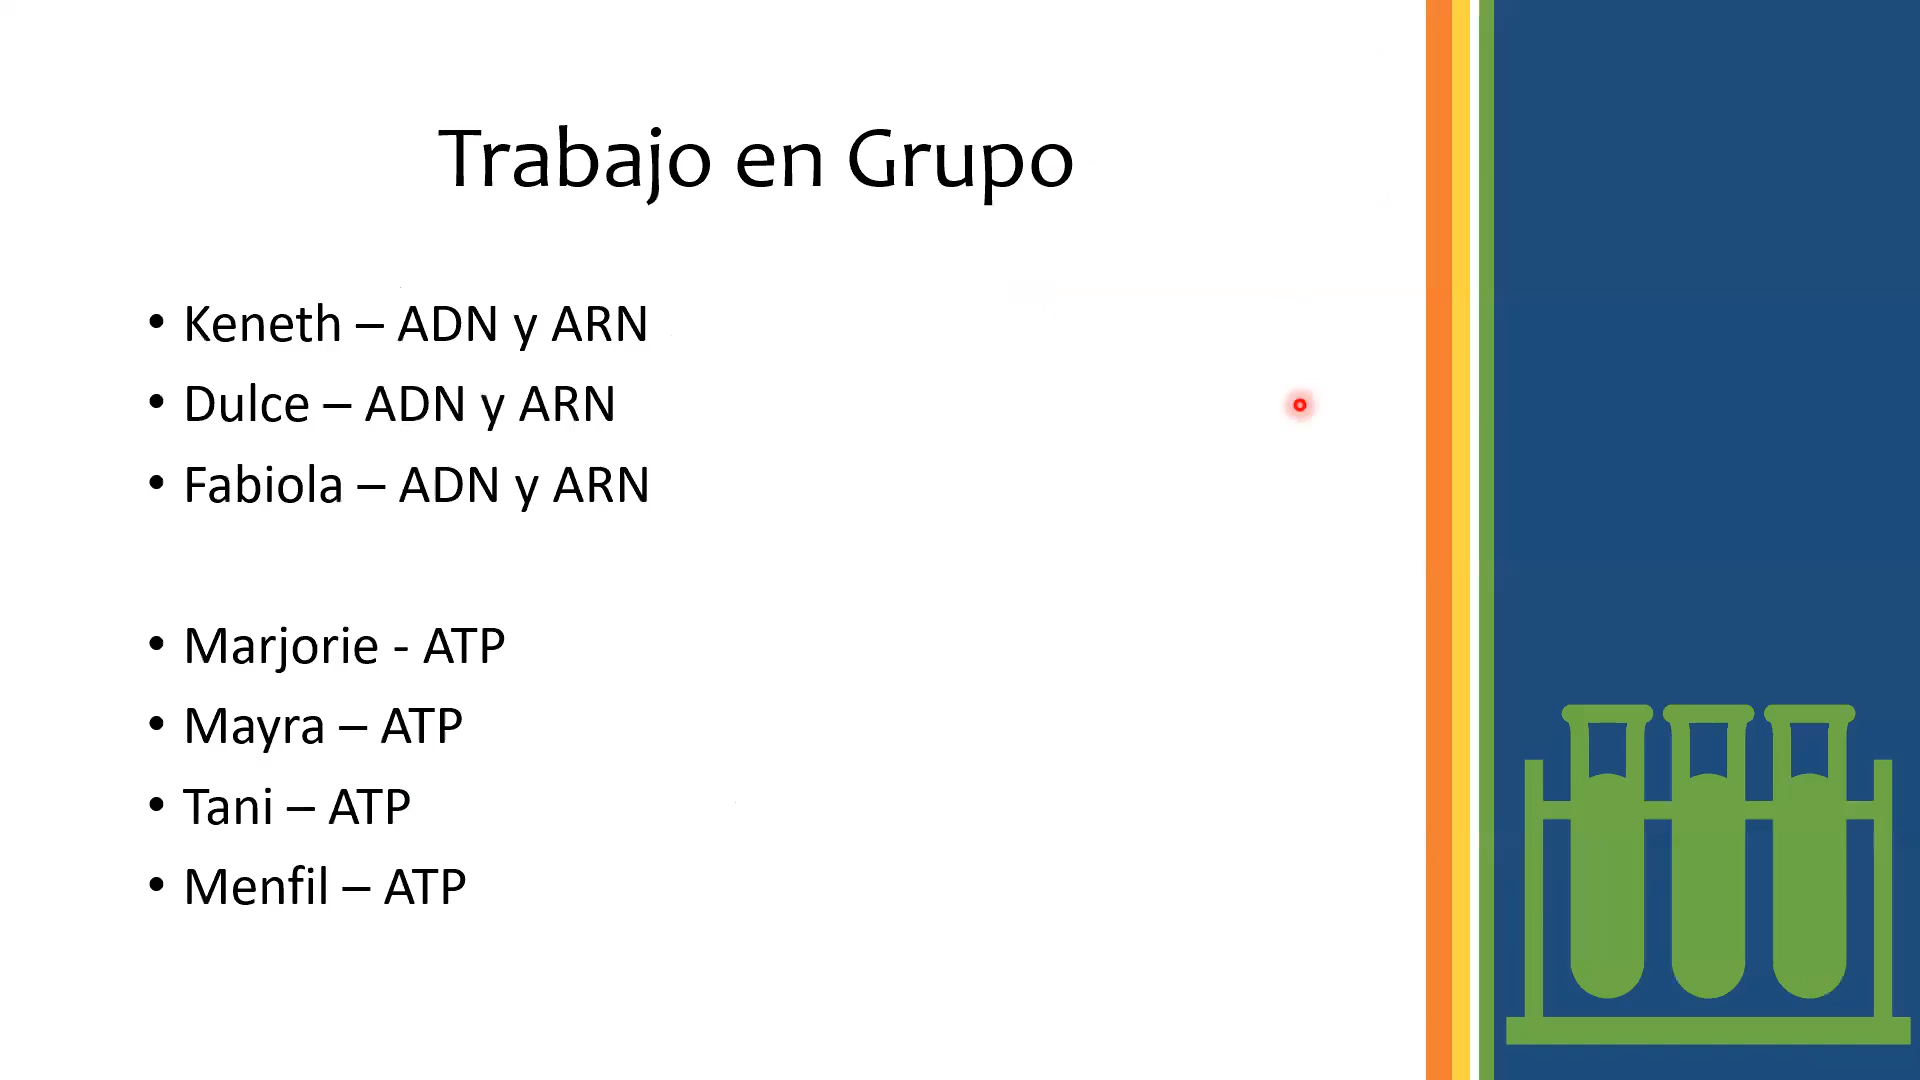 Trabajo en Grupo
• Keneth – ADN y ARN
• Dulce – ADN y ARN
• Fabiola – ADN y ARN
• Marjorie - ATP
• Mayra – ATP
• Tani – ATP
• Menfil – ATP